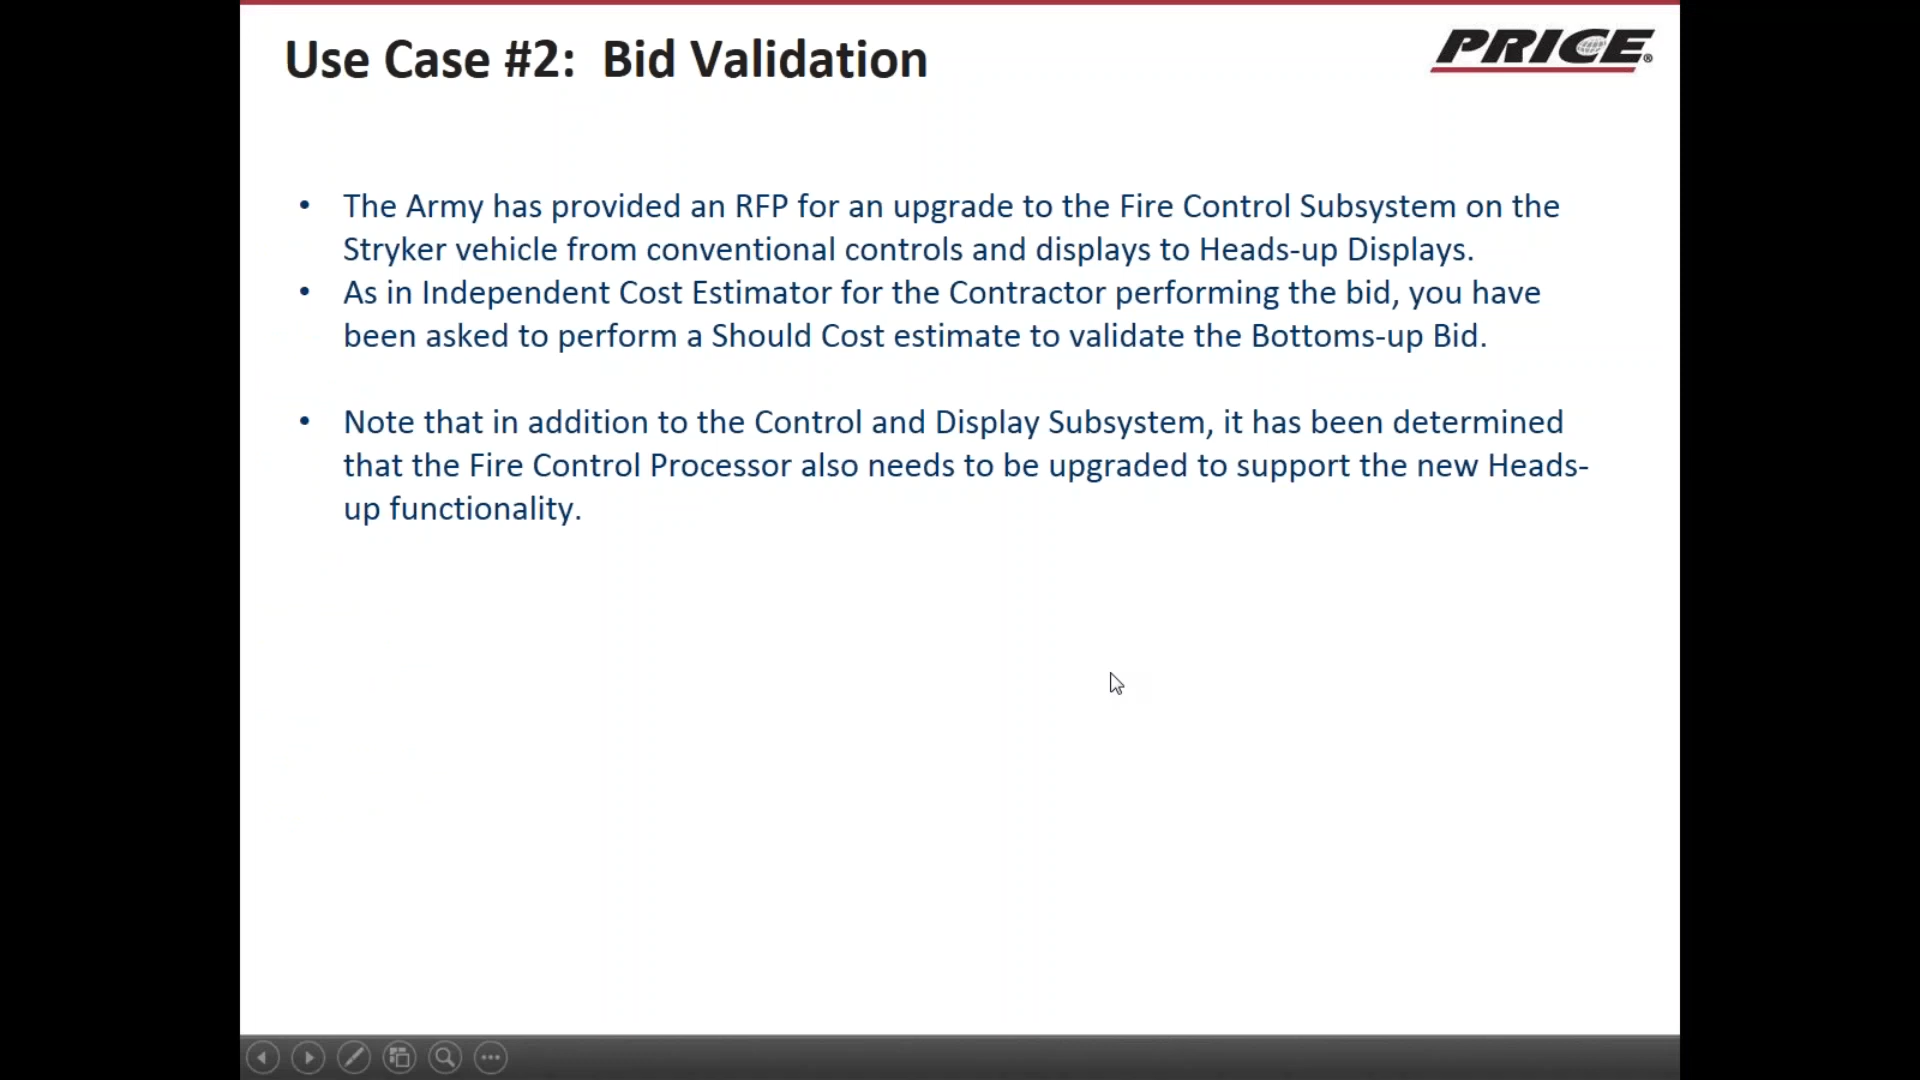 Use Case #2: Bid Validation
PRICE®
• The Army has provided an RFP for an upgrade to the Fire Control Subsystem on the
Stryker vehicle from conventional controls and displays to Heads-up Displays.
• As in Independent Cost Estimator for the Contractor performing the bid, you have
been asked to perform a Should Cost estimate to validate the Bottoms-up Bid.
• Note that in addition to the Control and Display Subsystem, it has been determined
that the Fire Control Processor also needs to be upgraded to support the new Heads-
up functionality.